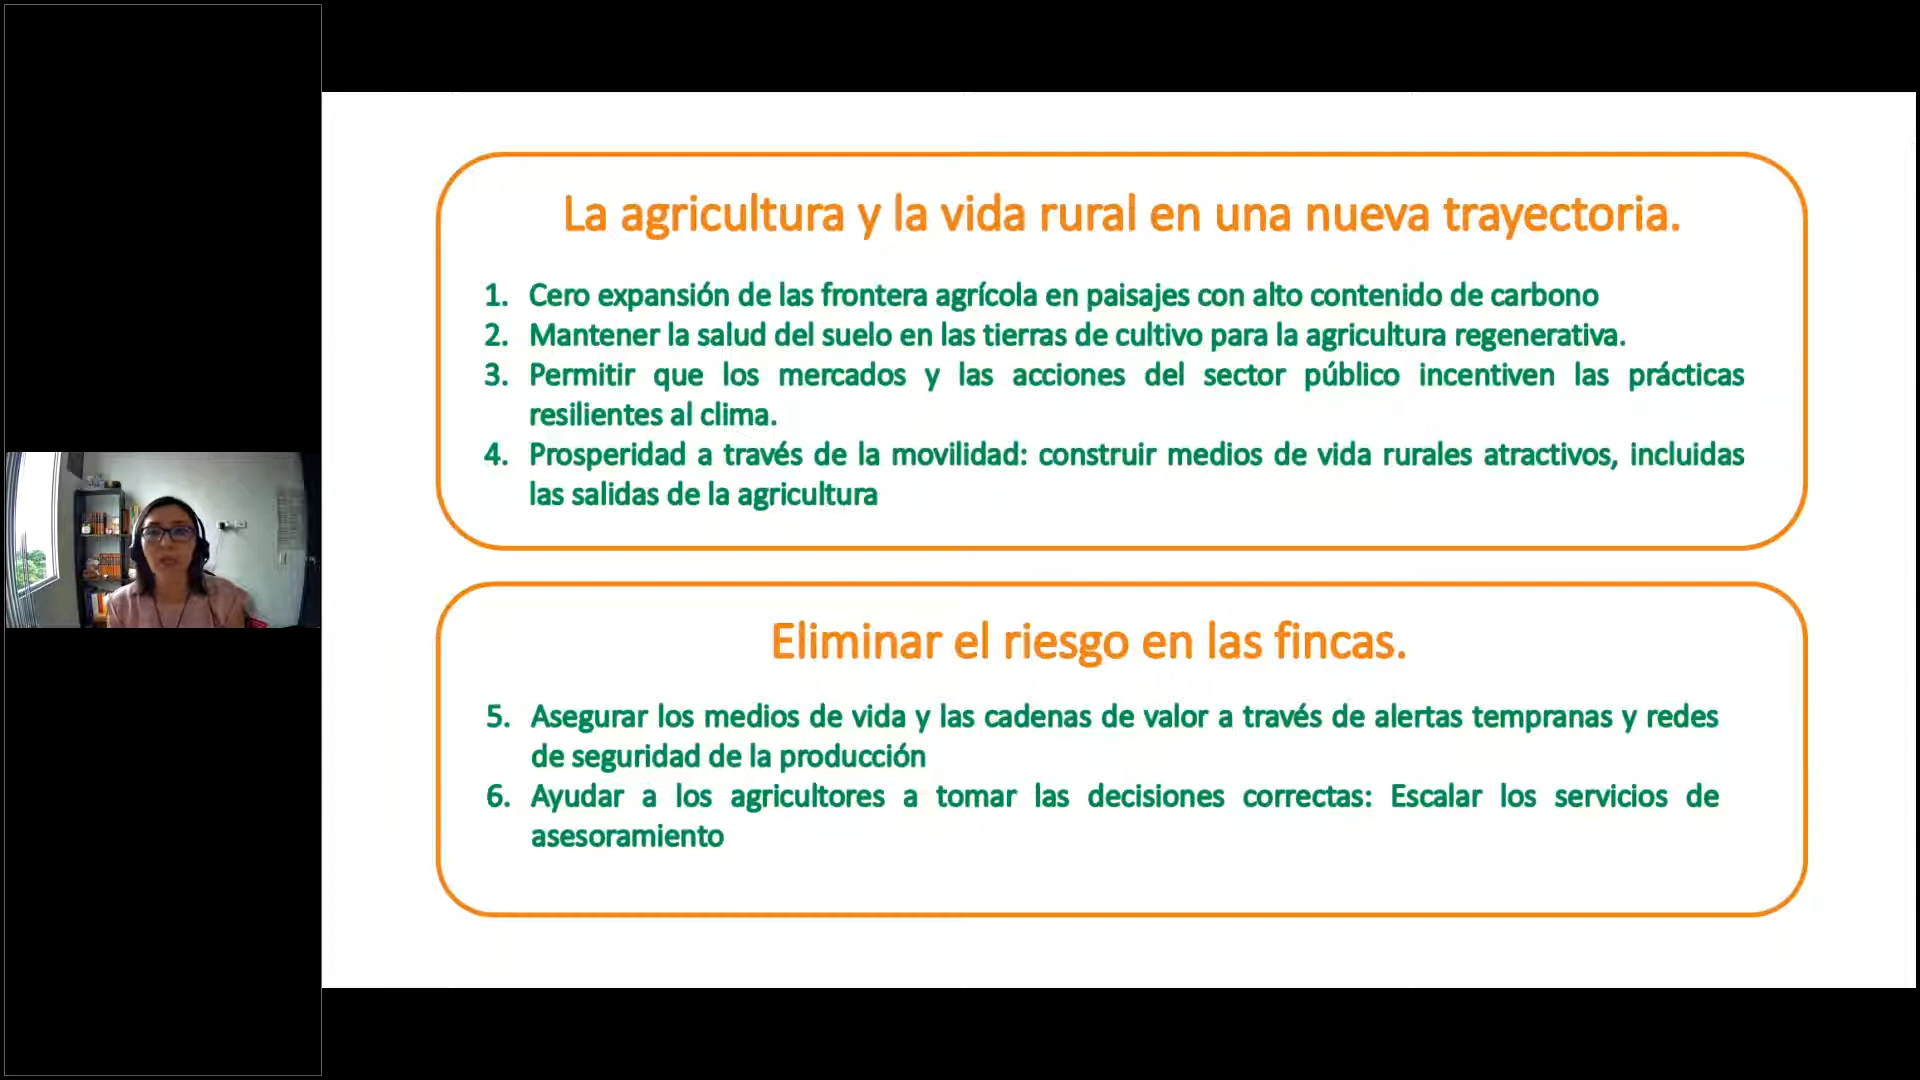 La agricultura y la vida rural en una nueva trayectoria.
1. Cero expansión de las frontera agrícola en paisajes con alto contenido de carbono
2. Mantener la salud del suelo en las tierras de cultivo para la agricultura regenerativa.
3. Permitir que los mercados y las acciones del sector público incentiven las prácticas
resilientes al clima.
4. Prosperidad a través de la movilidad: construir medios de vida rurales atractivos, incluidas
las salidas de la agricultura
Eliminar el riesgo en las fincas.
5. Asegurar los medios de vida y las cadenas de valor a través de alertas tempranas y redes
de seguridad de la producción
6. Ayudar a los agricultores a tomar las decisiones correctas: Escalar los servicios de
asesoramiento